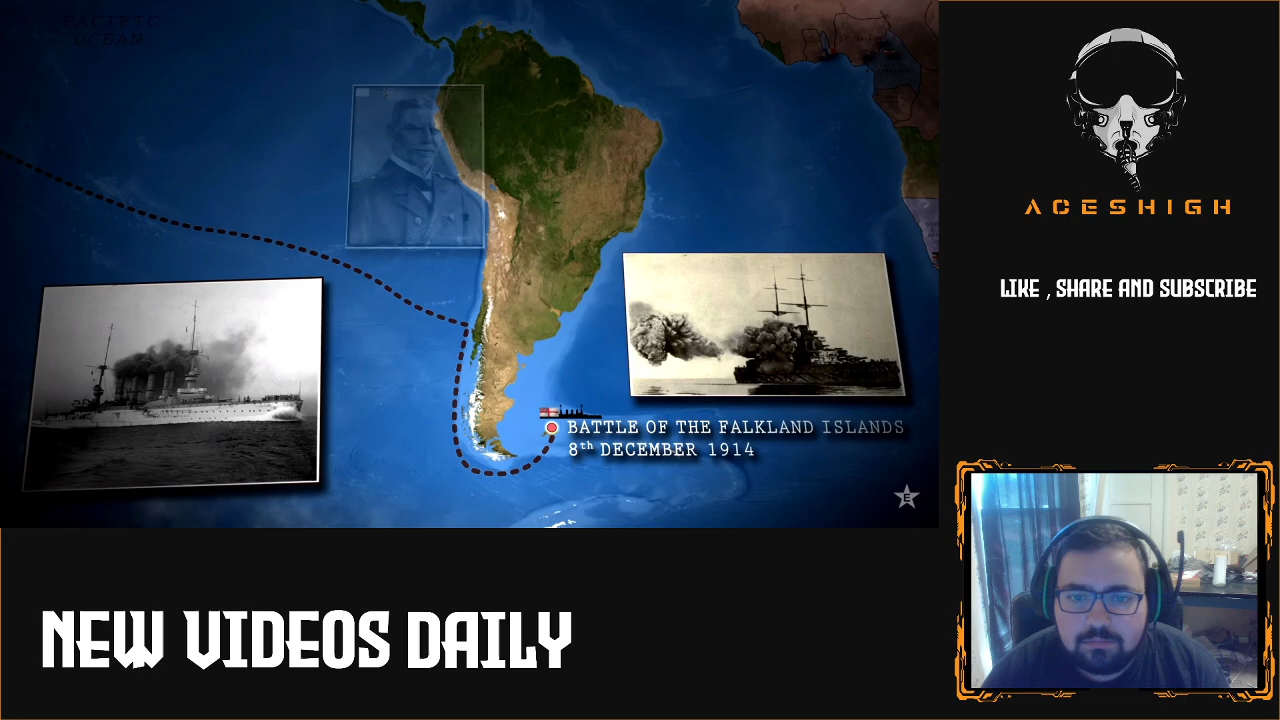 PACIFIC
OCEAN
BATTLE OF THE FALKLAND ISLANDS
8th DECEMBER 1914
E
ACESHIGH
LIKE , SHARE AND SUBSCRIBE
NEW VIDEOS DAILY